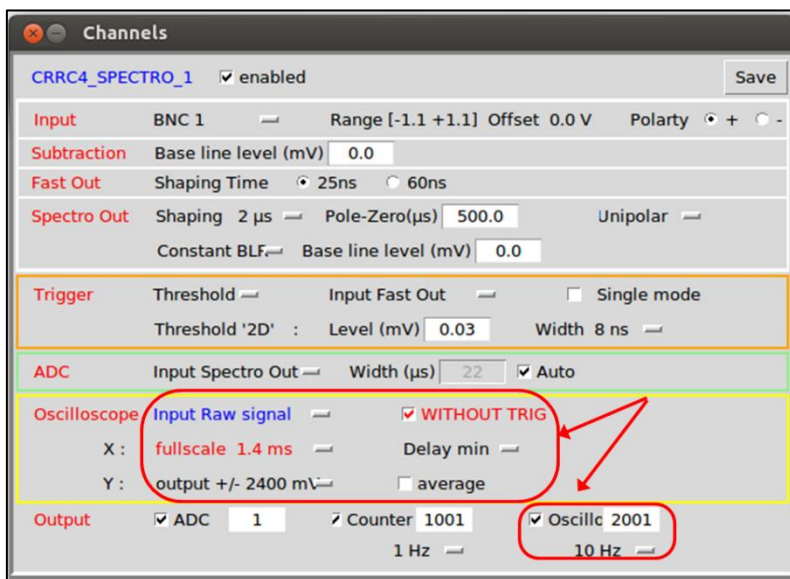 Channels
CRRC4_SPECTRO_1 enabled Save
Input BNC 1 Range [-1.1 +1.1] Offset 0.0 V Polarty + -
Subtraction Base line level (mV) 0.0
Fast Out Shaping Time 25ns 60ns
Spectro Out Shaping 2 µs Pole-Zero(µs) 500.0 Unipolar
Constant BLF Base line level (mV) 0.0
Trigger Threshold Input Fast Out Single mode
Threshold '2D' : Level (mV) 0.03 Width 8 ns
ADC Input Spectro Out Width (µs) 22 Auto
Oscilloscope Input Raw signal WITHOUT TRIG
X : fullscale 1.4 ms Delay min
Y : output +/- 2400 mV average
Output ADC 1 Counter 1001 Oscillo 2001
1 Hz 10 Hz